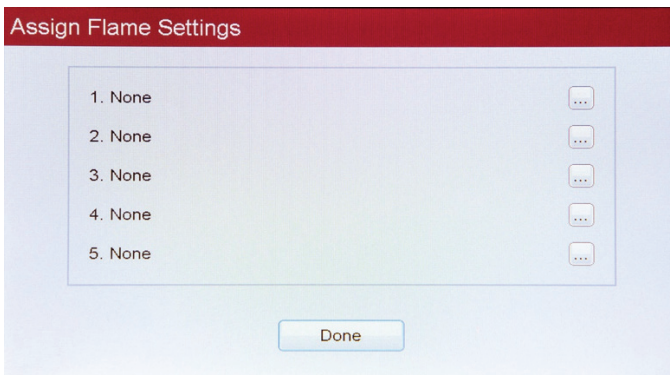 Assign Flame Settings
1. None
...
2. None
...
3. None
...
4. None
...
5. None
...
Done